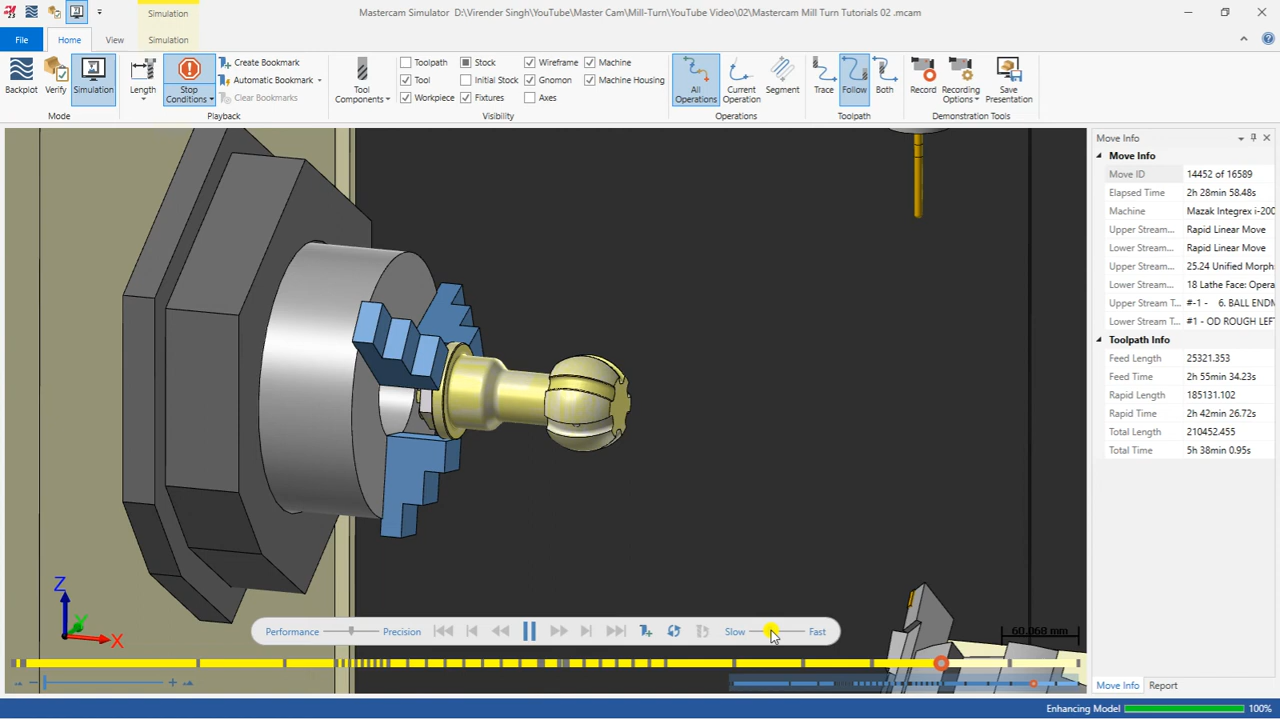 Simulation
Mastercam Simulator D:\Virender Singh\YouTube\Master Cam\Mill-Turn\YouTube Video\02\Mastercam Mill Turn Tutorials 02 .mcam
File Home View Simulation
Backplot Verify Simulation
Mode
Length Stop Conditions
Create Bookmark
Automatic Bookmark
Clear Bookmarks
Playback
Tool Components
Toolpath Stock Wireframe Machine
Tool Initial Stock Gnomon Machine Housing
Workpiece Fixtures Axes
Visibility
All Operations Current Operation Segment
Operations
Trace Follow Both
Toolpath
Record Recording Options Save Presentation
Demonstration Tools
Move Info
Move Info
Move ID 14452 of 16589
Elapsed Time 2h 28min 58.48s
Machine Mazak Integrex i-200
Upper Stream... Rapid Linear Move
Lower Stream... Rapid Linear Move
Upper Stream... 25.24 Unified Morph
Lower Stream... 18 Lathe Face: Opera
Upper Stream T... #-1 - 6. BALL ENDM
Lower Stream T... #1 - OD ROUGH LEFT
Toolpath Info
Feed Length 25321.353
Feed Time 2h 55min 34.23s
Rapid Length 185131.102
Rapid Time 2h 42min 26.72s
Total Length 210452.455
Total Time 5h 38min 0.95s
Z
Y
X
60.068 mm
Performance Precision Slow Fast
Move Info Report
Enhancing Model 100%